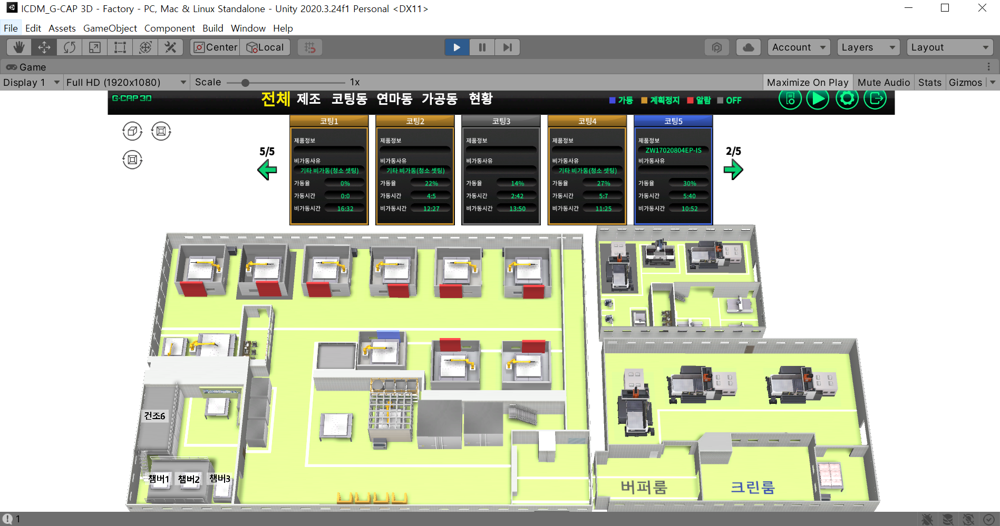 ICDM_G-CAP 3D - Factory - PC, Mac & Linux Standalone - Unity 2020.3.24f1 Personal <DX11>
File Edit Assets GameObject Component Build Window Help
Center Local Account Layers Layout
Game
Display 1 Full HD (1920x1080) Scale 1x Maximize On Play Mute Audio Stats Gizmos
G-CAP 3D 전체 제조 코팅동 연마동 가공동 현황 가동 계획정지 알람 OFF
코팅1 코팅2 코팅3 코팅4 코팅5
제품정보 제품정보 제품정보 제품정보 제품정보
5/5 ZW17020804EP-IS 2/5
비가동사유 비가동사유 비가동사유 비가동사유 비가동사유
기타 비가동(청소 셋팅) 기타 비가동(청소 셋팅) 기타 비가동(청소 셋팅)
가동율 0% 가동율 22% 가동율 14% 가동율 27% 가동율 30%
가동시간 0:0 가동시간 4:5 가동시간 2:42 가동시간 5:7 가동시간 5:40
비가동시간 16:32 비가동시간 12:27 비가동시간 13:50 비가동시간 11:25 비가동시간 10:52
건조6
챔버1 챔버2 챔버3
버퍼룸 크린룸
1